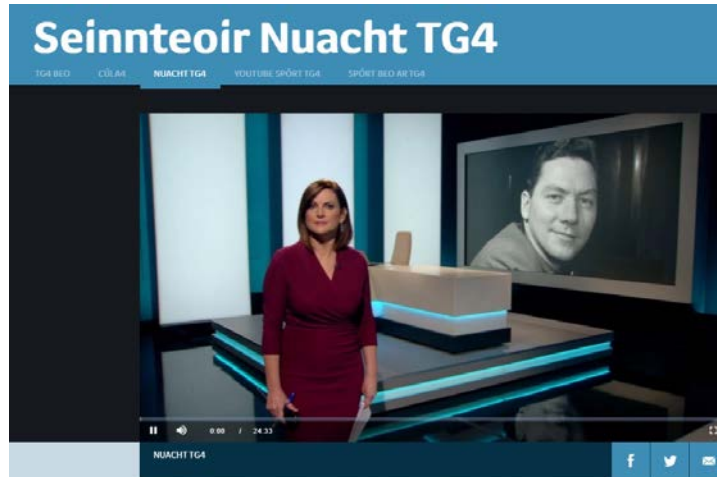 Seinnteoir Nuacht TG4
TG4 BEO CÚLA4 NUACHT TG4 YOUTUBE SPÓRT TG4 SPÓRT BEO AR TG4
0:00 / 24:33
NUACHT TG4